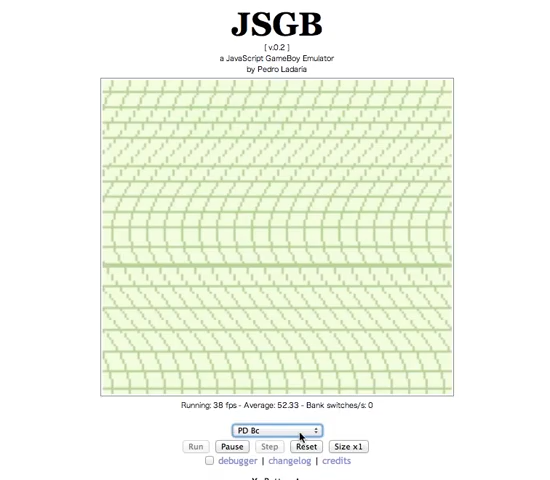 JSGB
[ v.0.2 ]
a JavaScript GameBoy Emulator
by Pedro Ladaria
Running: 38 fps - Average: 52.33 - Bank switches/s: 0
PD Bc
Run Pause Step Reset Size x1
debugger | changelog | credits